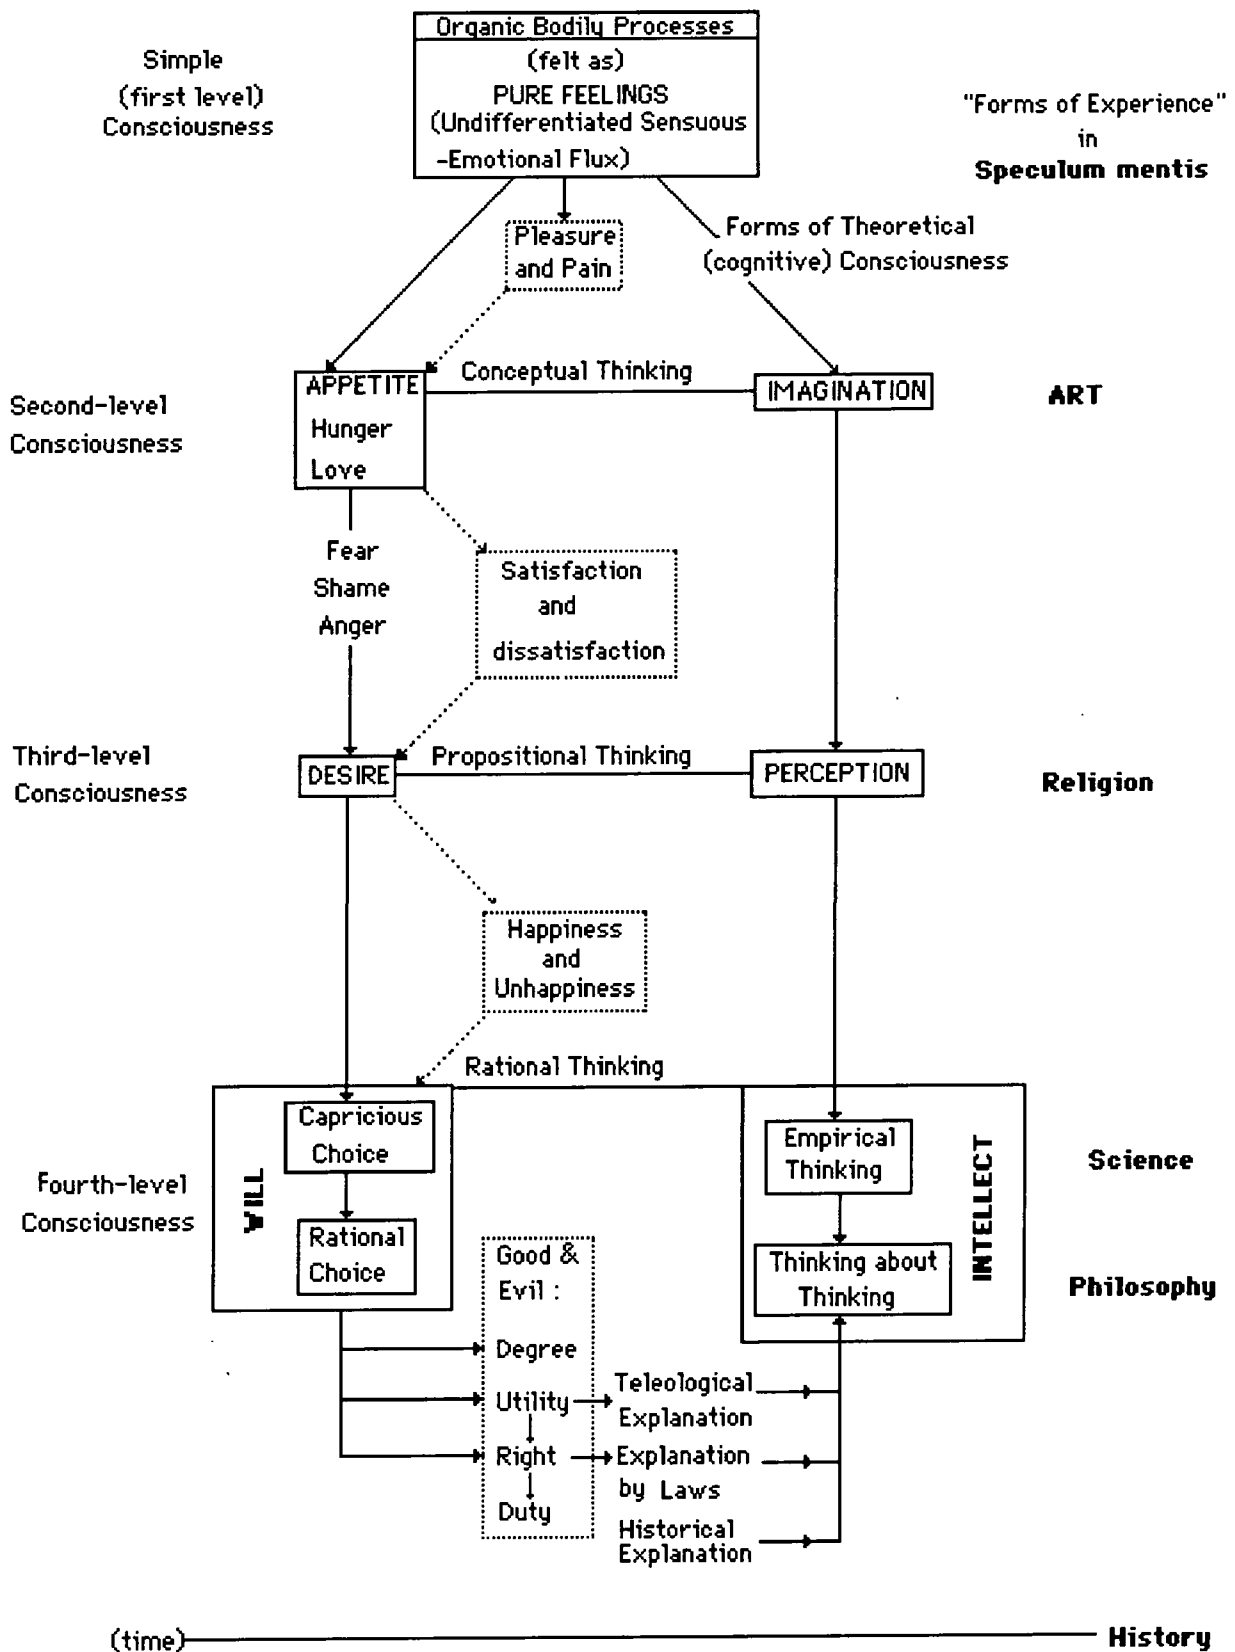 Organic Bodily Processes
(felt as)
PURE FEELINGS
(Undifferentiated Sensuous
-Emotional Flux)
Simple
(first level)
Consciousness
"Forms of Experience"
in
Speculum mentis
Pleasure
and Pain
Forms of Theoretical
(cognitive) Consciousness
Second-level
Consciousness
APPETITE
Hunger
Love
Conceptual Thinking
IMAGINATION
ART
Fear
Shame
Anger
Satisfaction
and
dissatisfaction
Third-level
Consciousness
DESIRE
Propositional Thinking
PERCEPTION
Religion
Happiness
and
Unhappiness
Rational Thinking
Fourth-level
Consciousness
WILL
Capricious
Choice
Rational
Choice
Empirical
Thinking
Thinking about
Thinking
INTELLECT
Science
Philosophy
Good &
Evil :
Degree
Utility
Right
Duty
Teleological
Explanation
Explanation
by Laws
Historical
Explanation
(time)
History